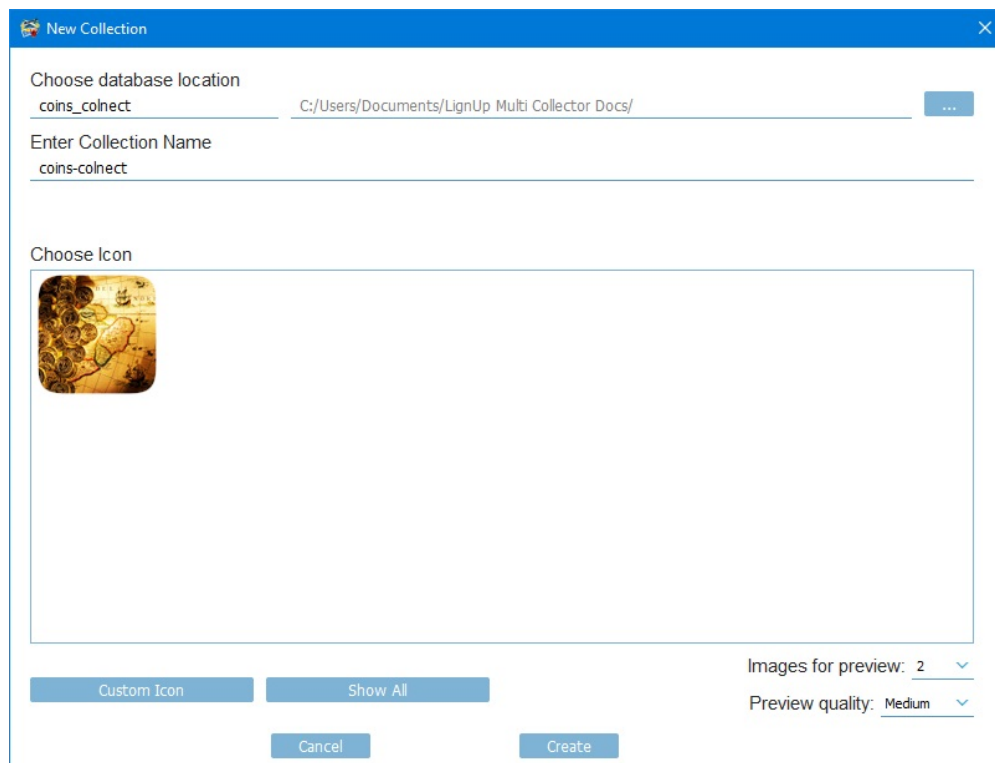 New Collection
Choose database location
coins_colnect C:/Users/Documents/LignUp Multi Collector Docs/ ...
Enter Collection Name
coins-colnect
Choose Icon
Images for preview: 2
Custom Icon Show All
Preview quality: Medium
Cancel Create